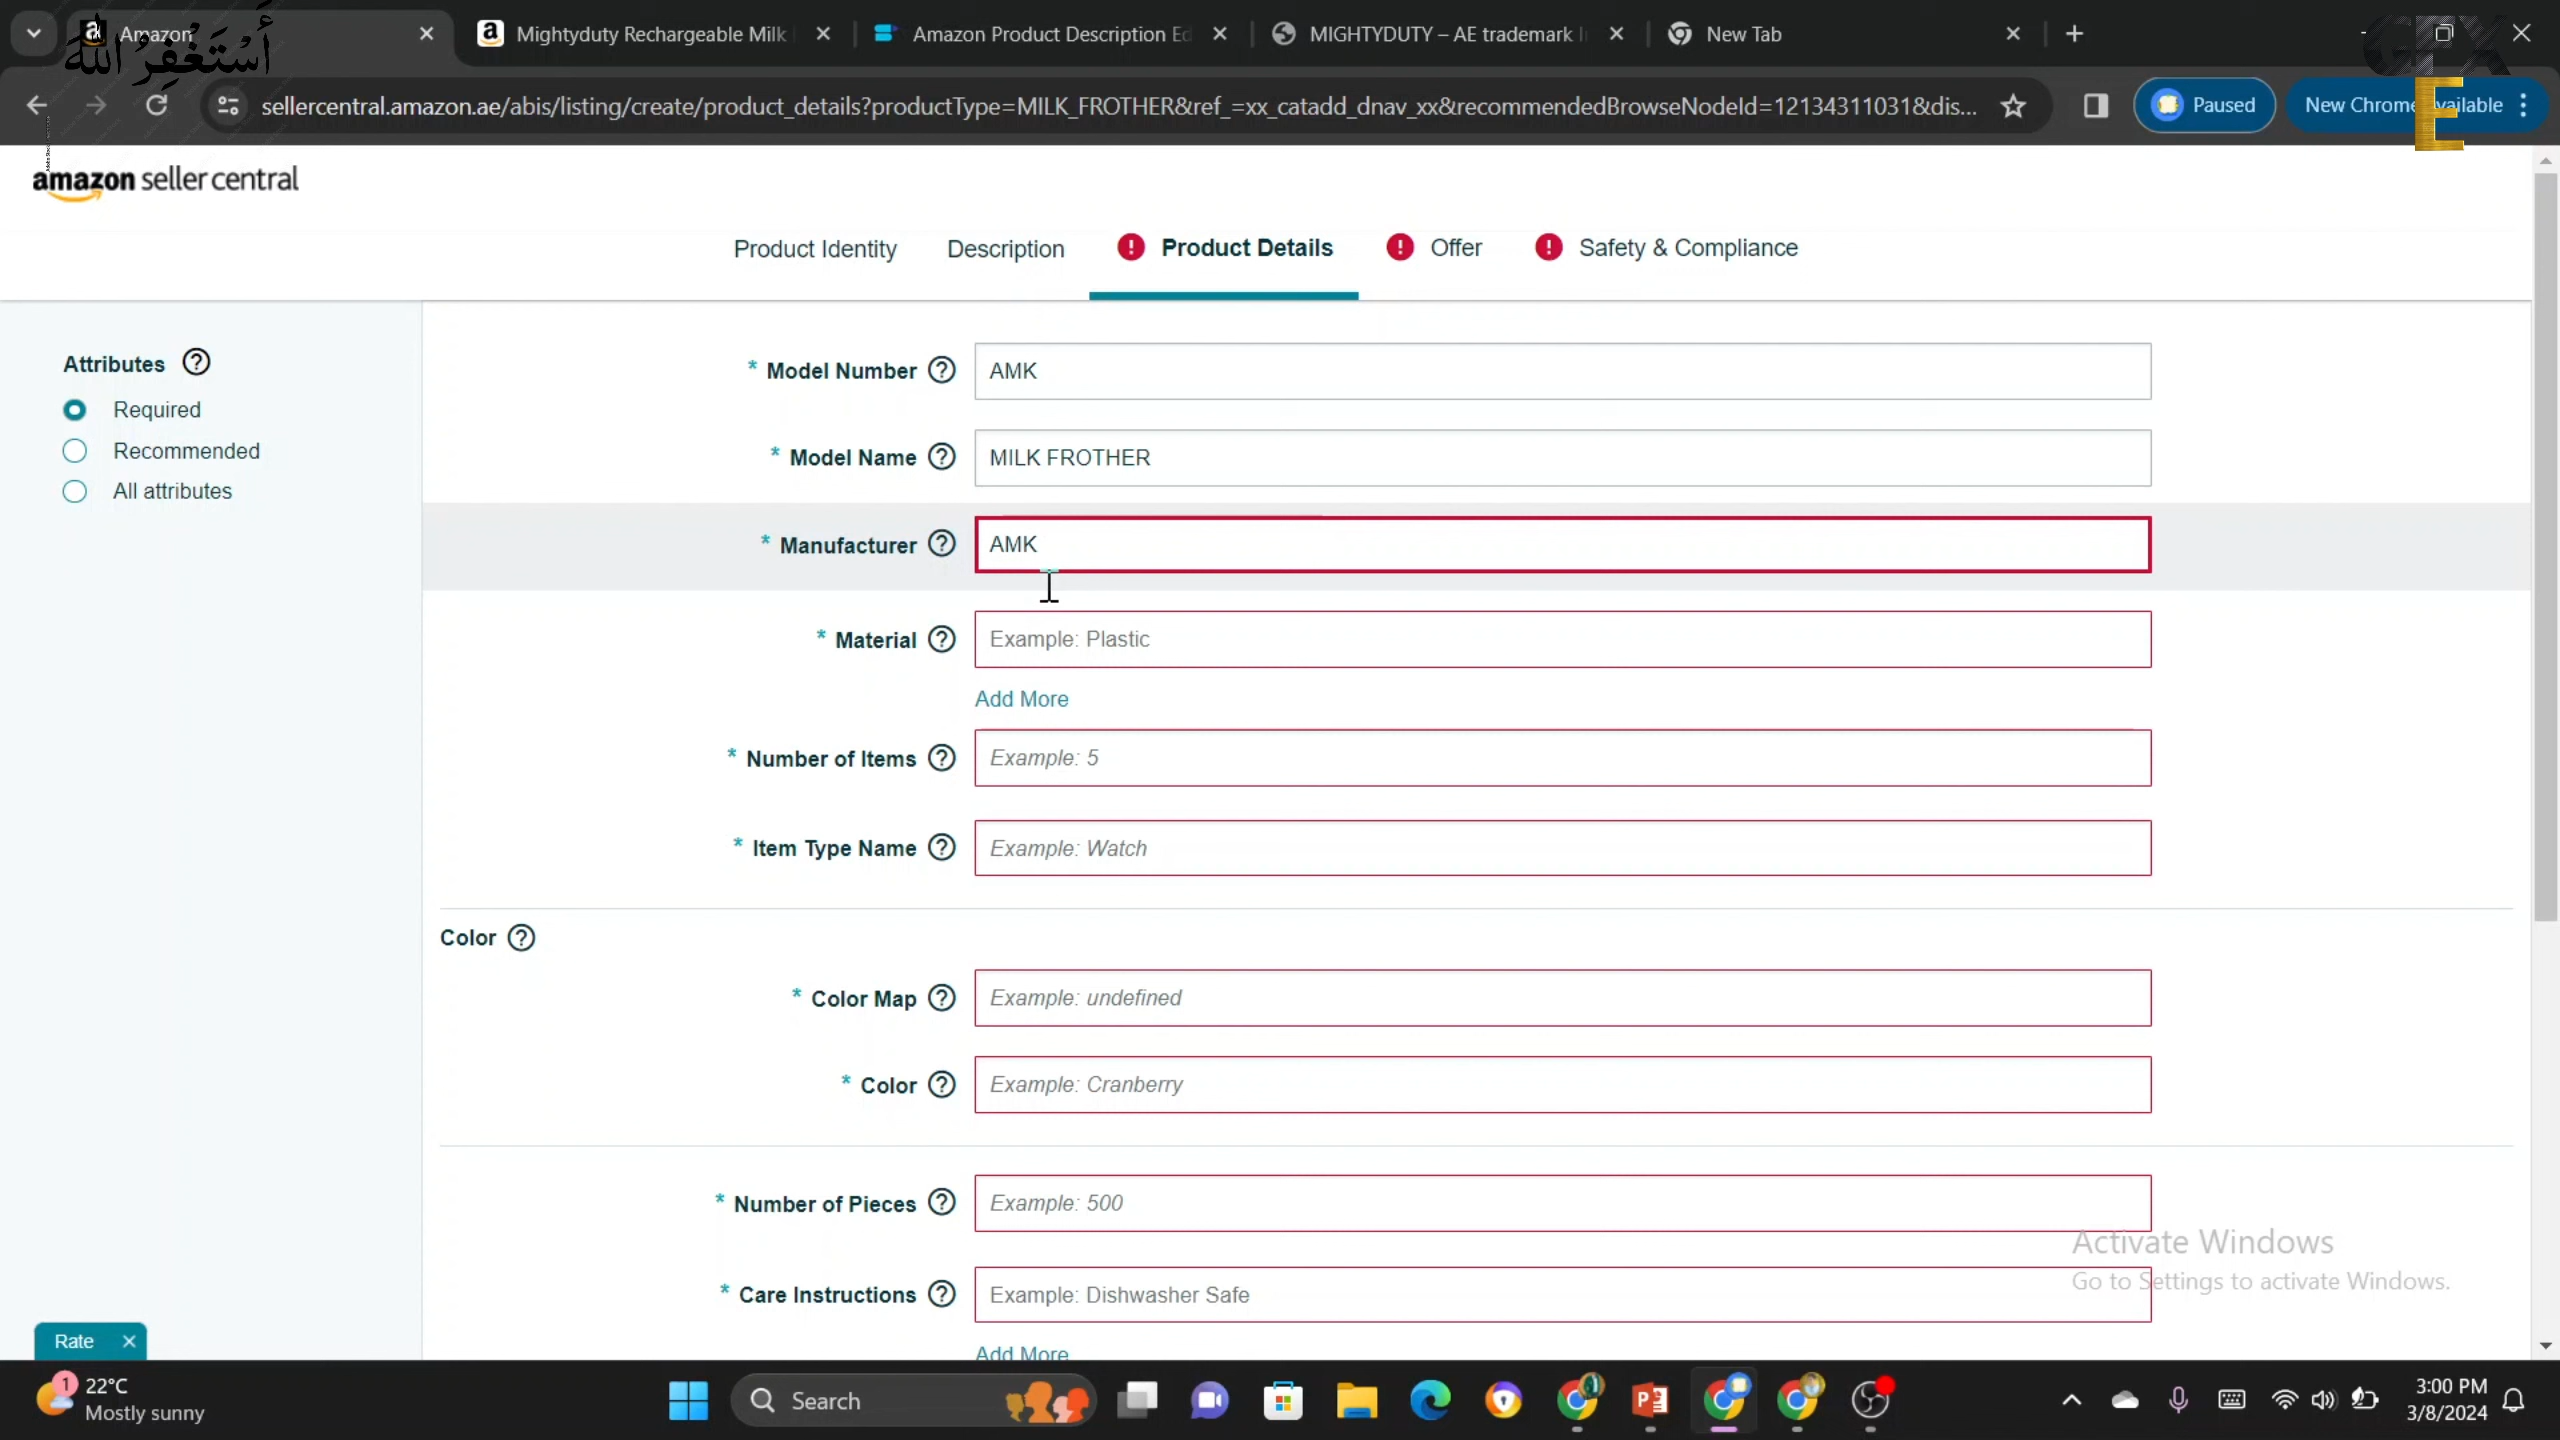 Amazon
Mightyduty Rechargeable Milk
Amazon Product Description Ed
MIGHTYDUTY – AE trademark I
New Tab
أَسْتَغْفِرُ اللّٰهَ
sellercentral.amazon.ae/abis/listing/create/product_details?productType=MILK_FROTHER&ref_=xx_catadd_dnav_xx&recommendedBrowseNodeId=12134311031&dis...
Paused
New Chrome available
E
amazon seller central
Product Identity
Description
Product Details
Offer
Safety & Compliance
Attributes
Required
Recommended
All attributes
* Model Number
AMK
* Model Name
MILK FROTHER
* Manufacturer
AMK
* Material
Example: Plastic
Add More
* Number of Items
Example: 5
* Item Type Name
Example: Watch
Color
* Color Map
Example: undefined
* Color
Example: Cranberry
* Number of Pieces
Example: 500
* Care Instructions
Example: Dishwasher Safe
Add More
Activate Windows
Go to Settings to activate Windows.
Rate
1
22°C
Mostly sunny
Search
3:00 PM
3/8/2024